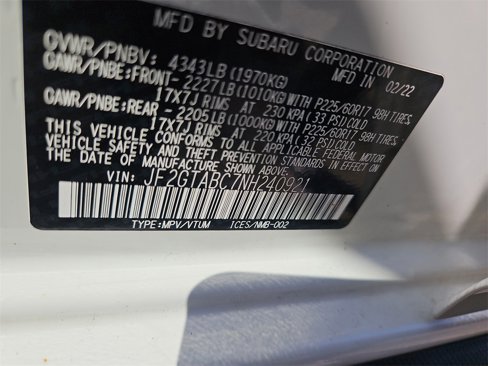 MFD BY SUBARU CORPORATION
GVWR/PNBV: 4343LB(1970KG) MFD IN 02/22
GAWR/PNBE:FRONT-2227LB(1010KG)WITH P225/60R17 98H TIRES,
17X7J RIMS AT 230 KPA(33 PSI)COLD
GAWR/PNBE:REAR -2205LB(1000KG)WITH P225/60R17 98H TIRES,
17X7J RIMS AT 220 KPA(32 PSI)COLD
THIS VEHICLE CONFORMS TO ALL APPLICABLE FEDERAL MOTOR
VEHICLE SAFETY AND THEFT PREVENTION STANDARDS IN EFFECT ON
THE DATE OF MANUFACTURE SHOWN ABOVE.
VIN: JF2GTABC7NH240921
TYPE:MPV/VTUM ICES/NMB-002